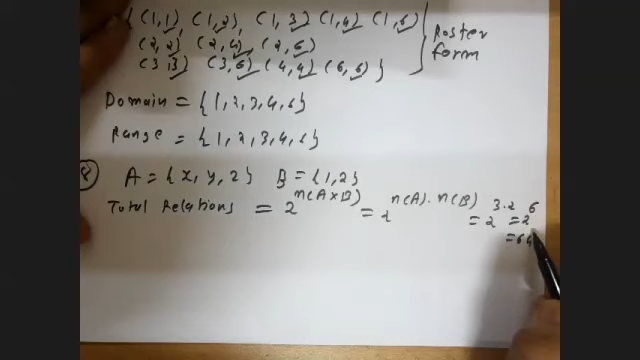 { (1,1) (1,2), (1,3) (1,4) (1,6)
(2,2) (2,4), (2,6)
(3,3) (3,6) (4,4) (6,6) }
Roster form
Domain = {1,2,3,4,6}
Range = {1,2,3,4,6}
8 A = {x, y, z} B = {1,2}
Total Relations = 2^n(A×B) = 2^n(A).n(B) = 2^3.2 = 2^6
= 64